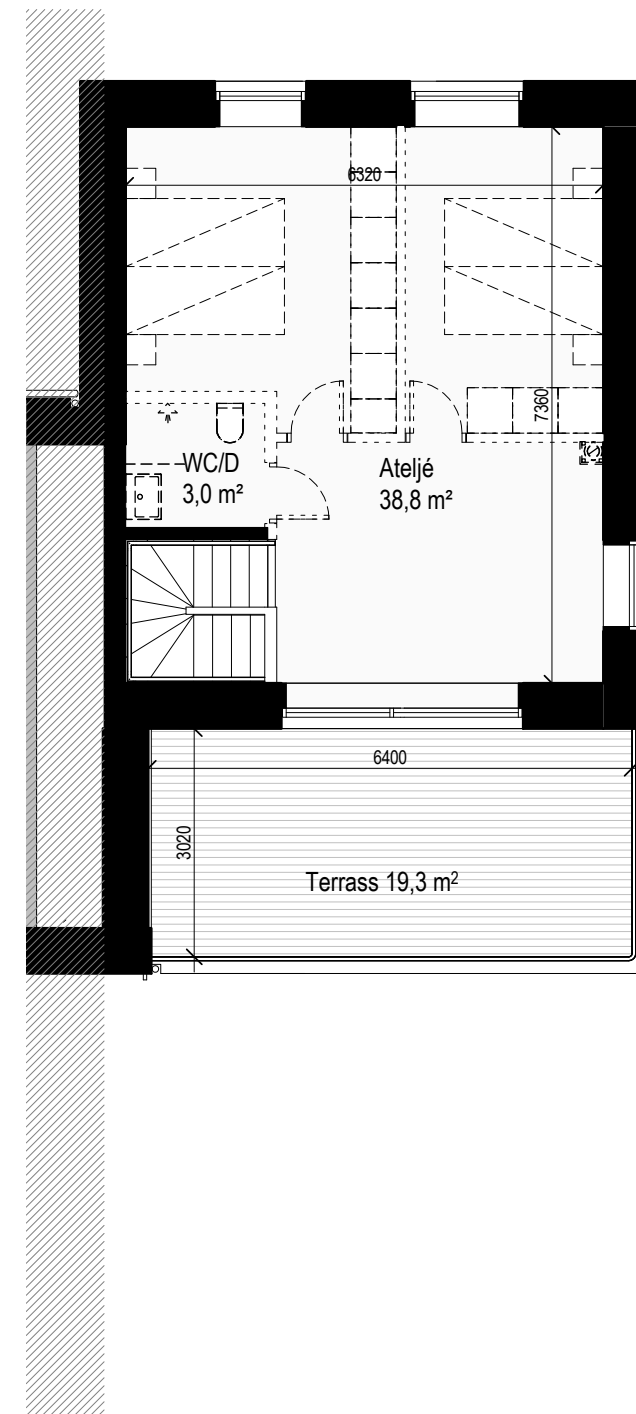 6320
7360
WC/D
3,0 m²
Ateljé
38,8 m²
6400
3020
Terrass 19,3 m²